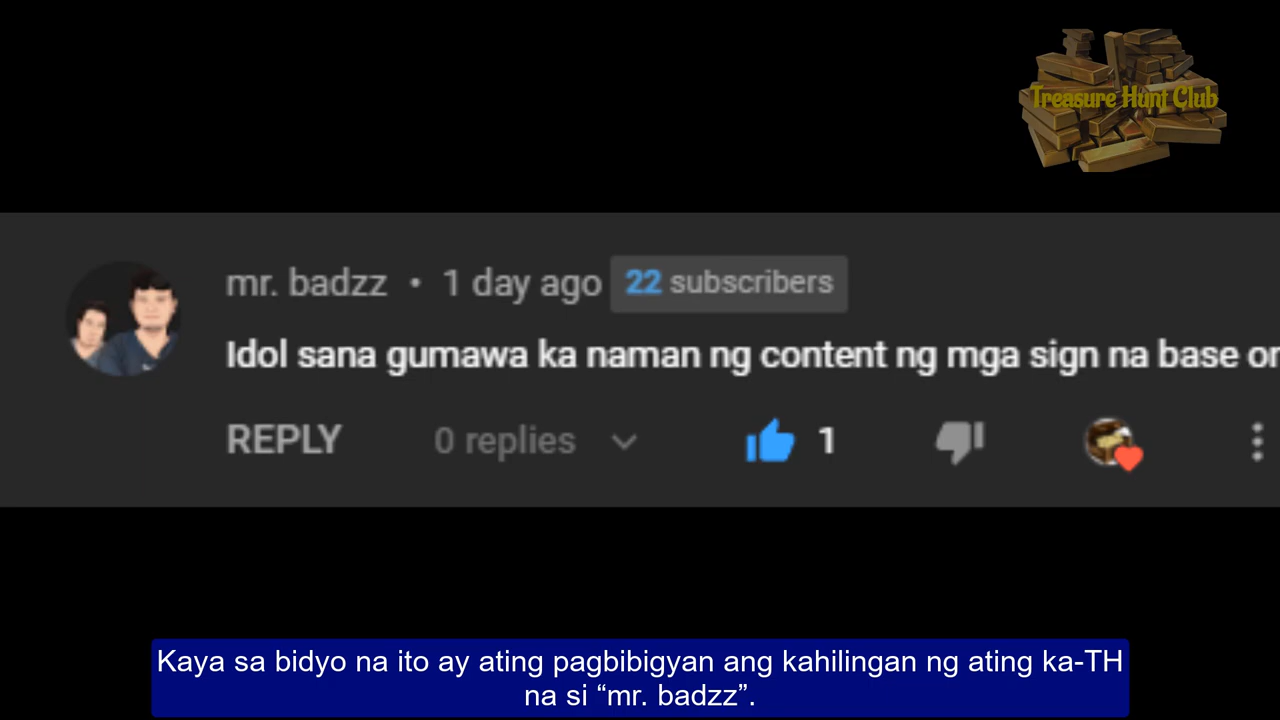 Treasure Hunt Club
mr. badzz • 1 day ago 22 subscribers
Idol sana gumawa ka naman ng content ng mga sign na base or
REPLY 0 replies 1
Kaya sa bidyo na ito ay ating pagbibigyan ang kahilingan ng ating ka-TH
na si “mr. badzz”.